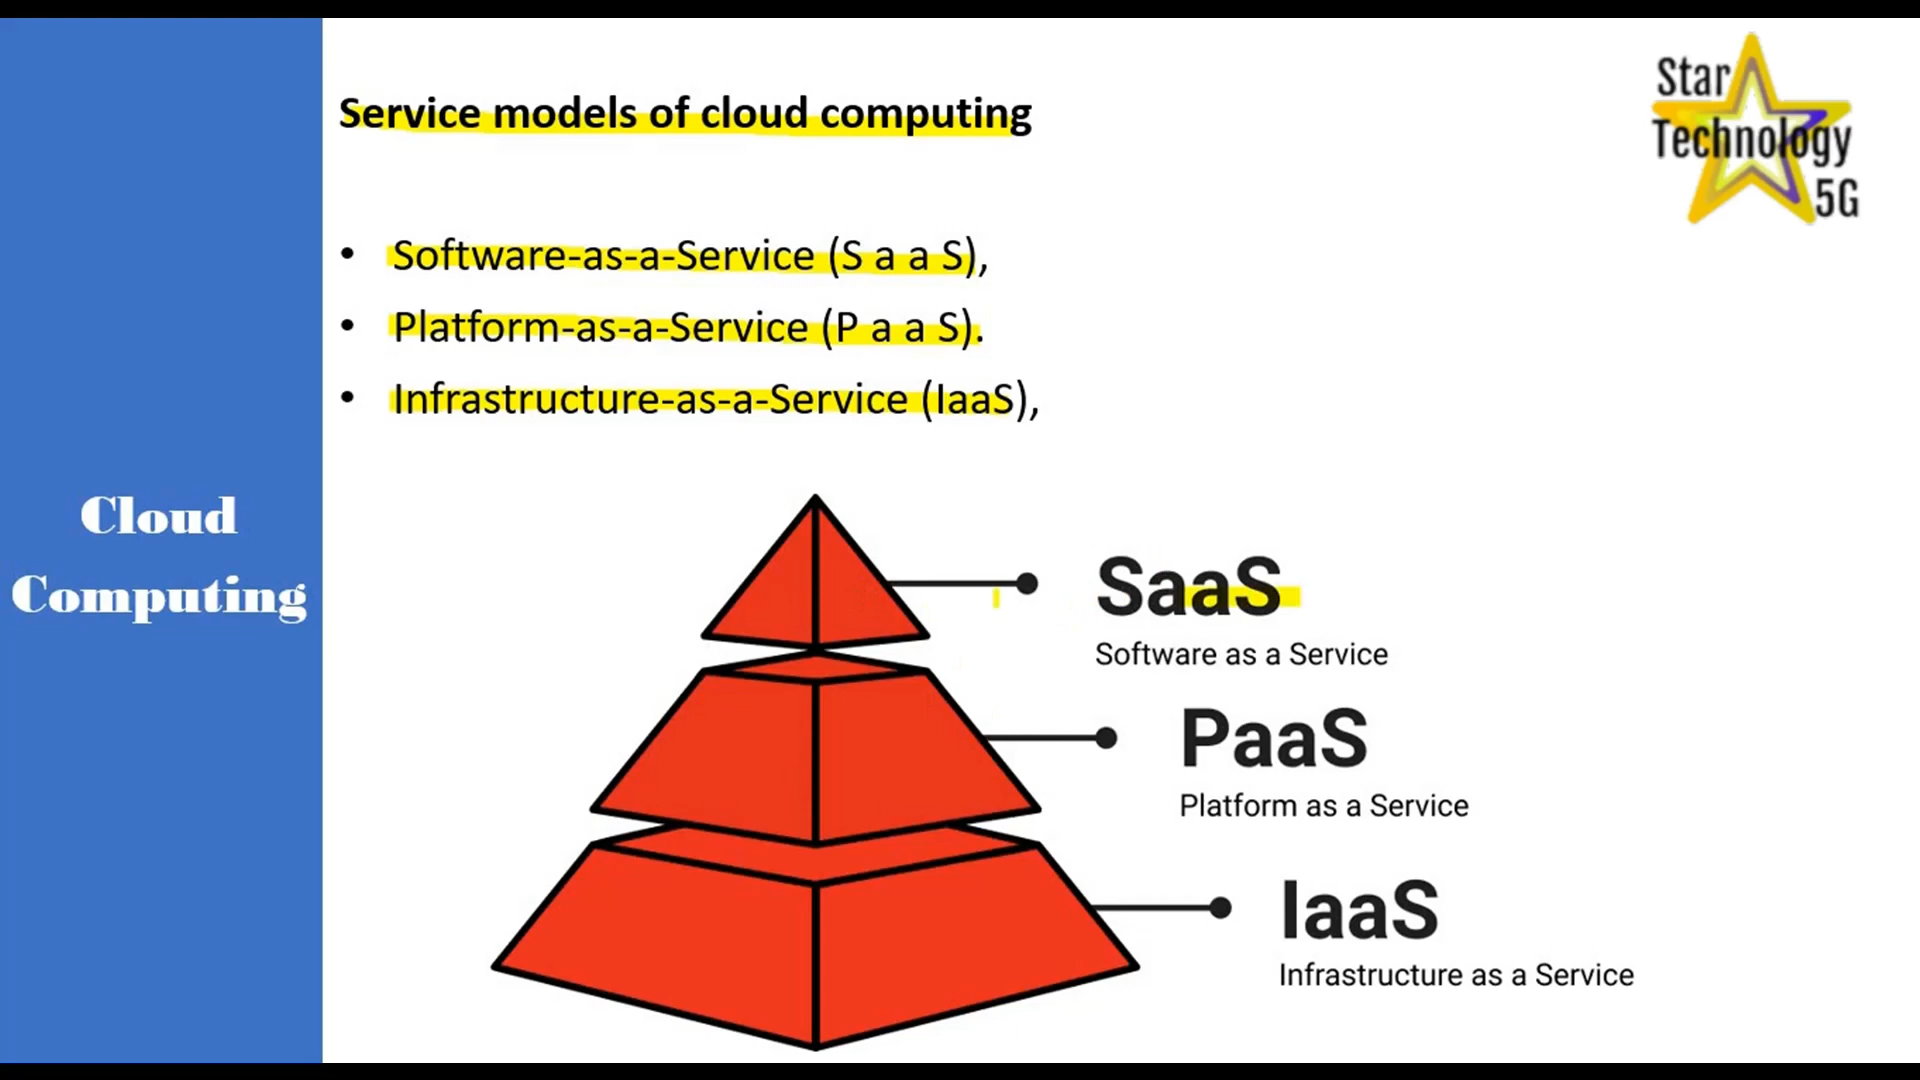 Service models of cloud computing
Star
Technology
5G
• Software-as-a-Service (S a a S),
• Platform-as-a-Service (P a a S).
• Infrastructure-as-a-Service (IaaS),
Cloud
Computing
SaaS
Software as a Service
PaaS
Platform as a Service
IaaS
Infrastructure as a Service